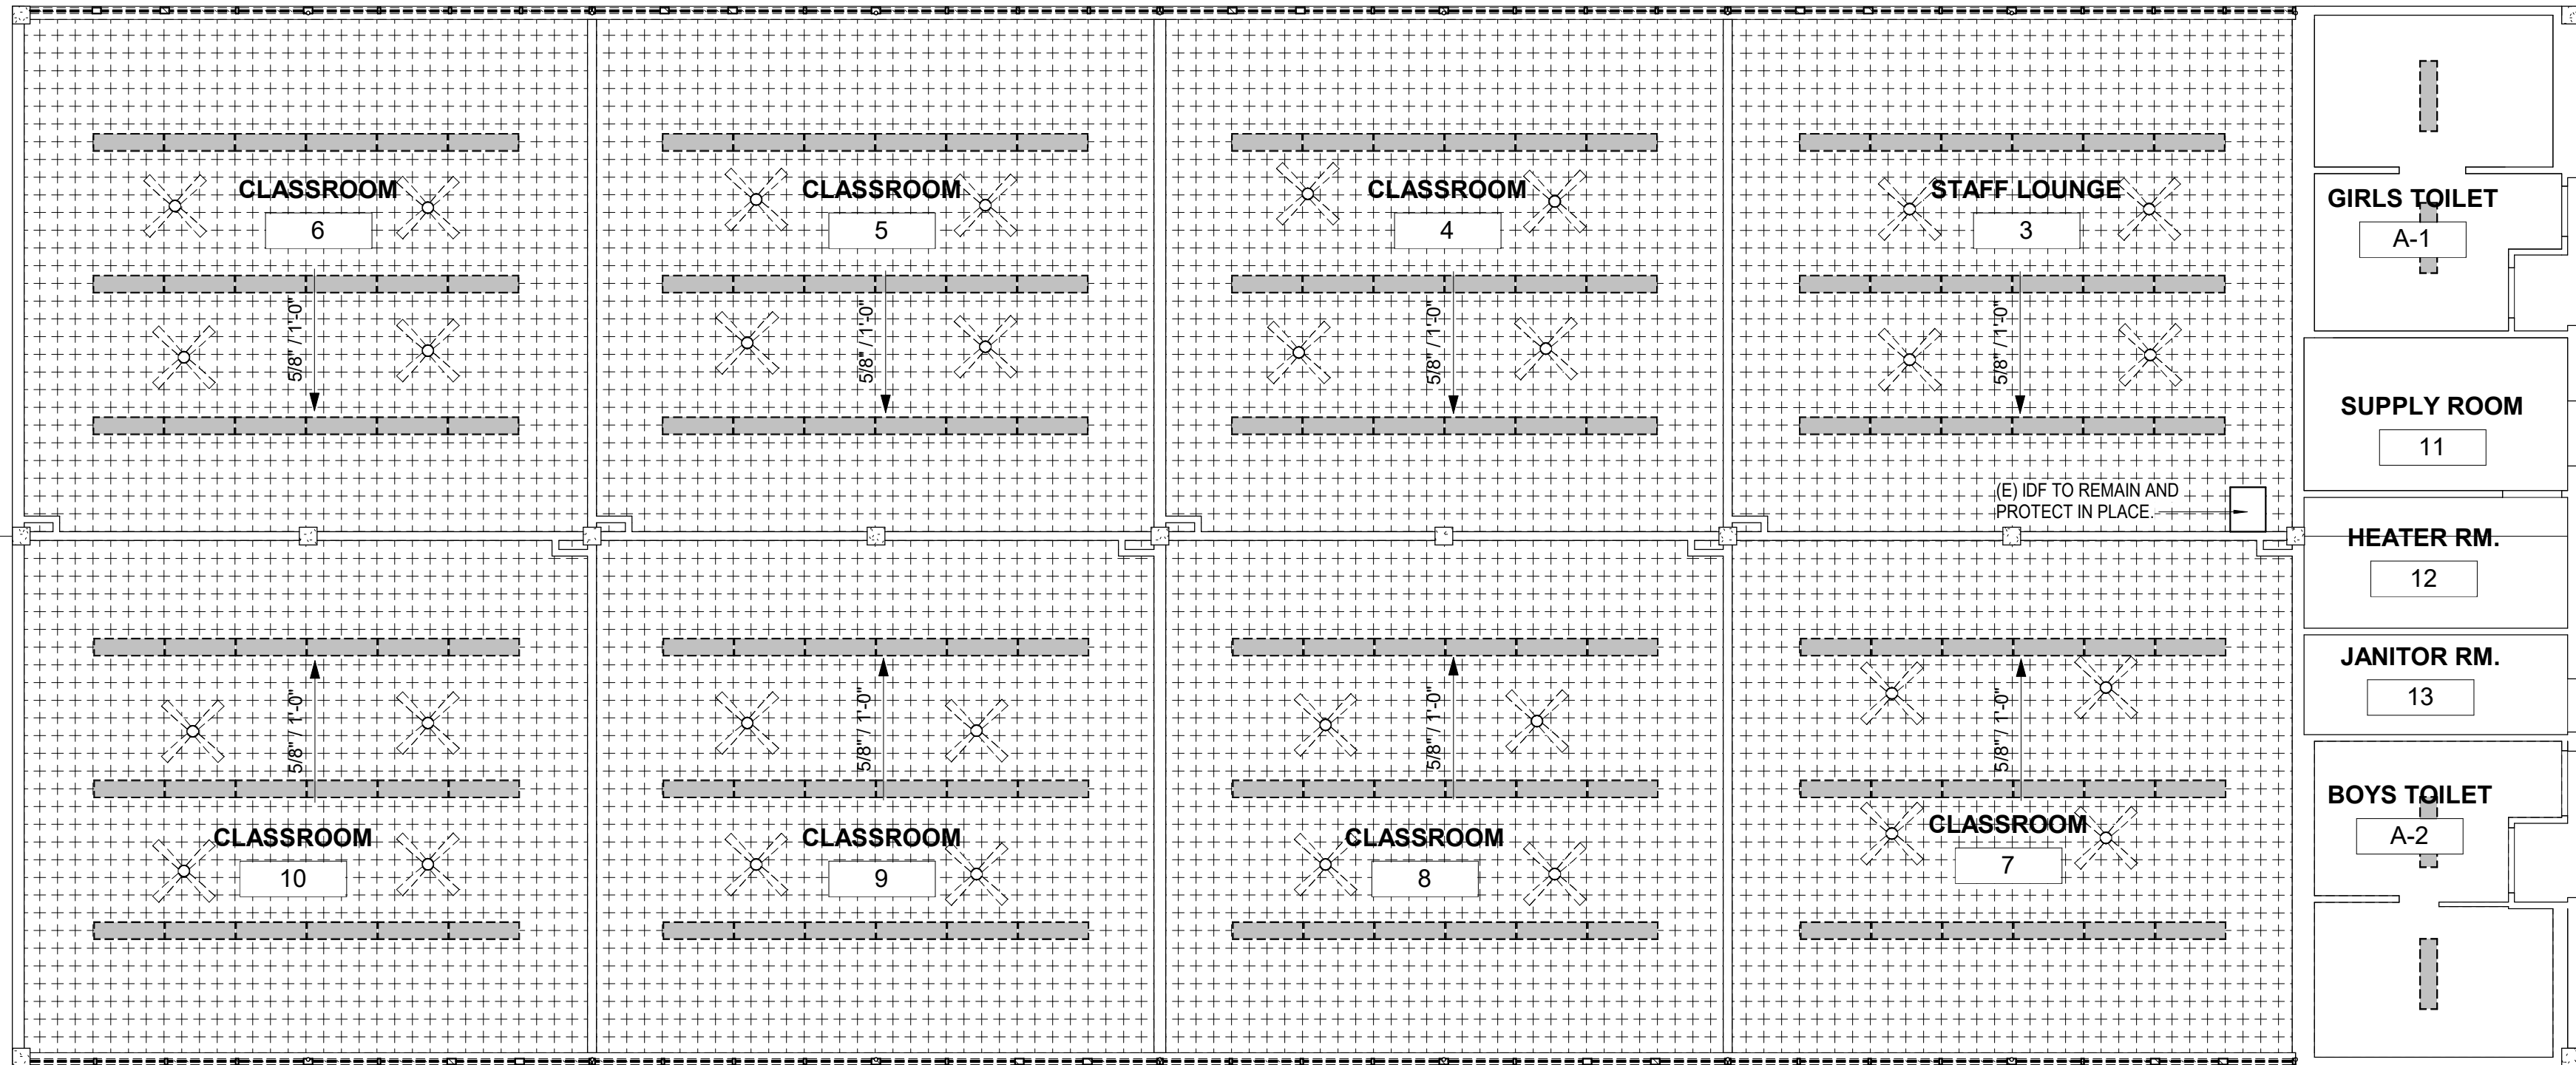 CLASSROOM
6
CLASSROOM
5
CLASSROOM
4
STAFF LOUNGE
3
GIRLS TOILET
A-1
5/8" / 1'-0"
5/8" / 1'-0"
5/8" / 1'-0"
5/8" / 1'-0"
SUPPLY ROOM
11
(E) IDF TO REMAIN AND
PROTECT IN PLACE.
HEATER RM.
12
JANITOR RM.
13
5/8" / 1'-0"
5/8" / 1'-0"
5/8" / 1'-0"
5/8" / 1'-0"
CLASSROOM
10
CLASSROOM
9
CLASSROOM
8
CLASSROOM
7
BOYS TOILET
A-2